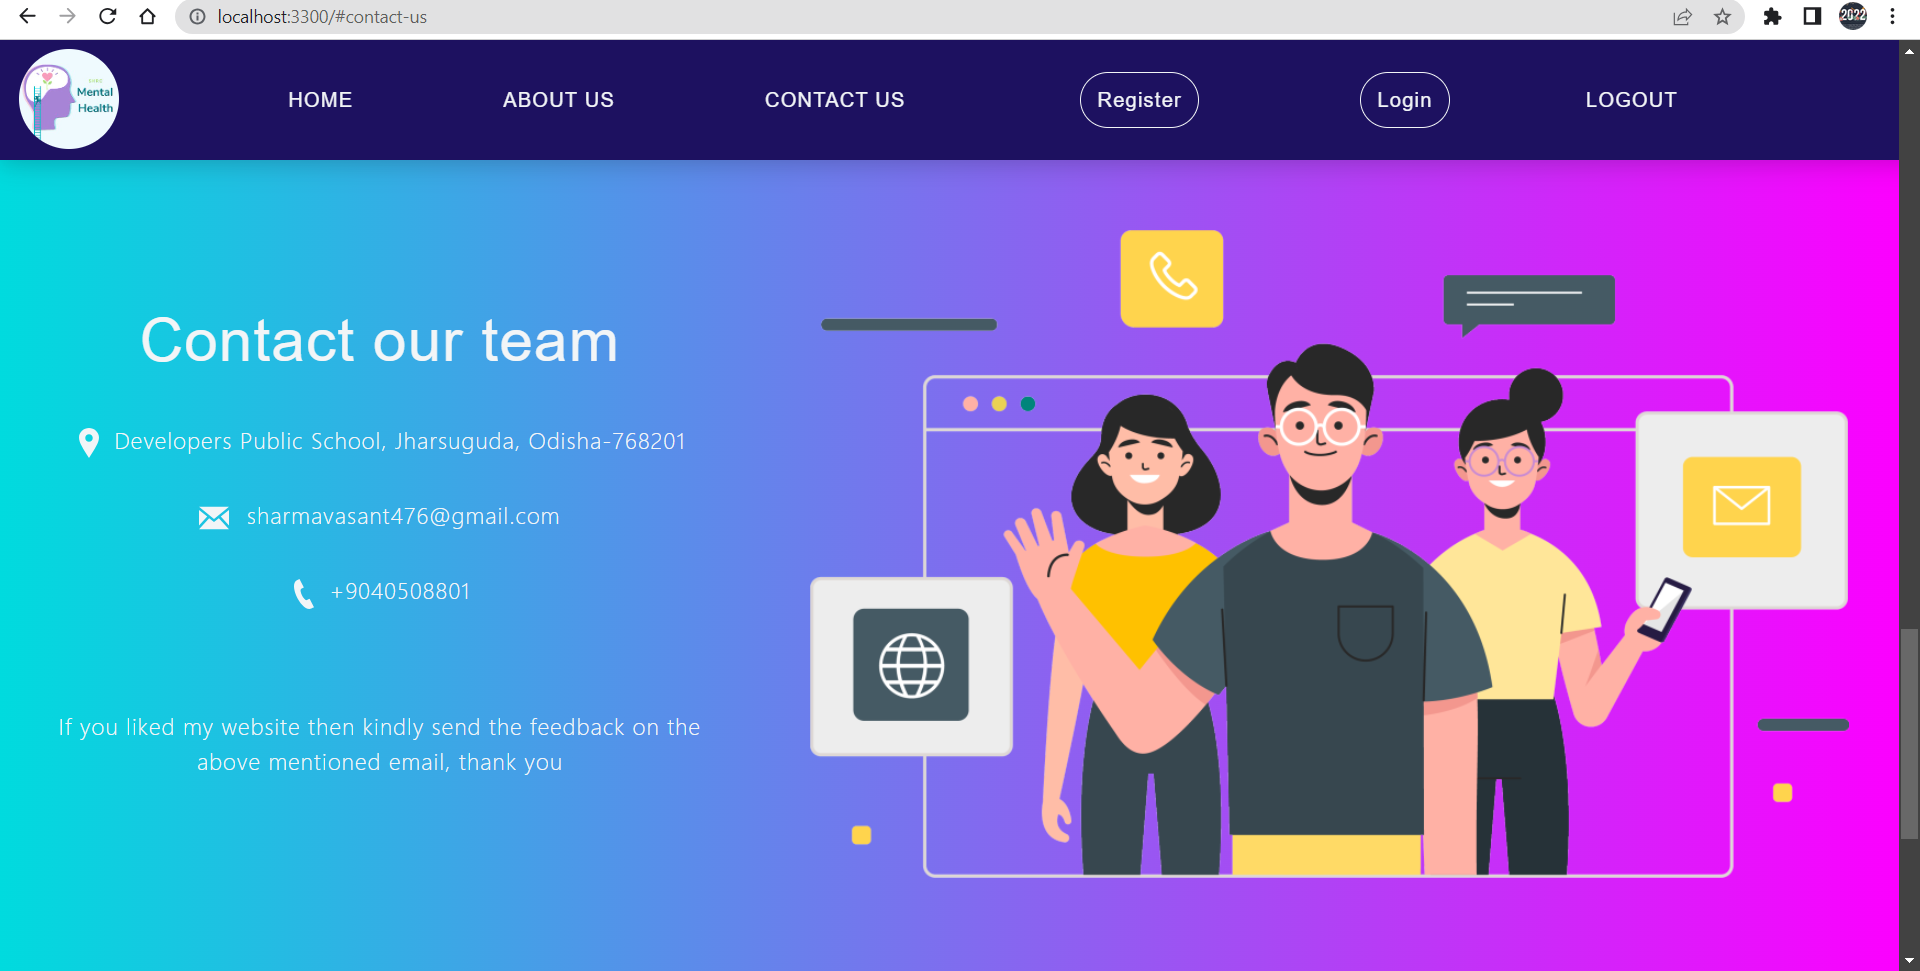 localhost:3300/#contact-us
2022
Mental
Health
HOME
ABOUT US
CONTACT US
Register
Login
LOGOUT
Contact our team
Developers Public School, Jharsuguda, Odisha-768201
sharmavasant476@gmail.com
+9040508801
If you liked my website then kindly send the feedback on the
above mentioned email, thank you